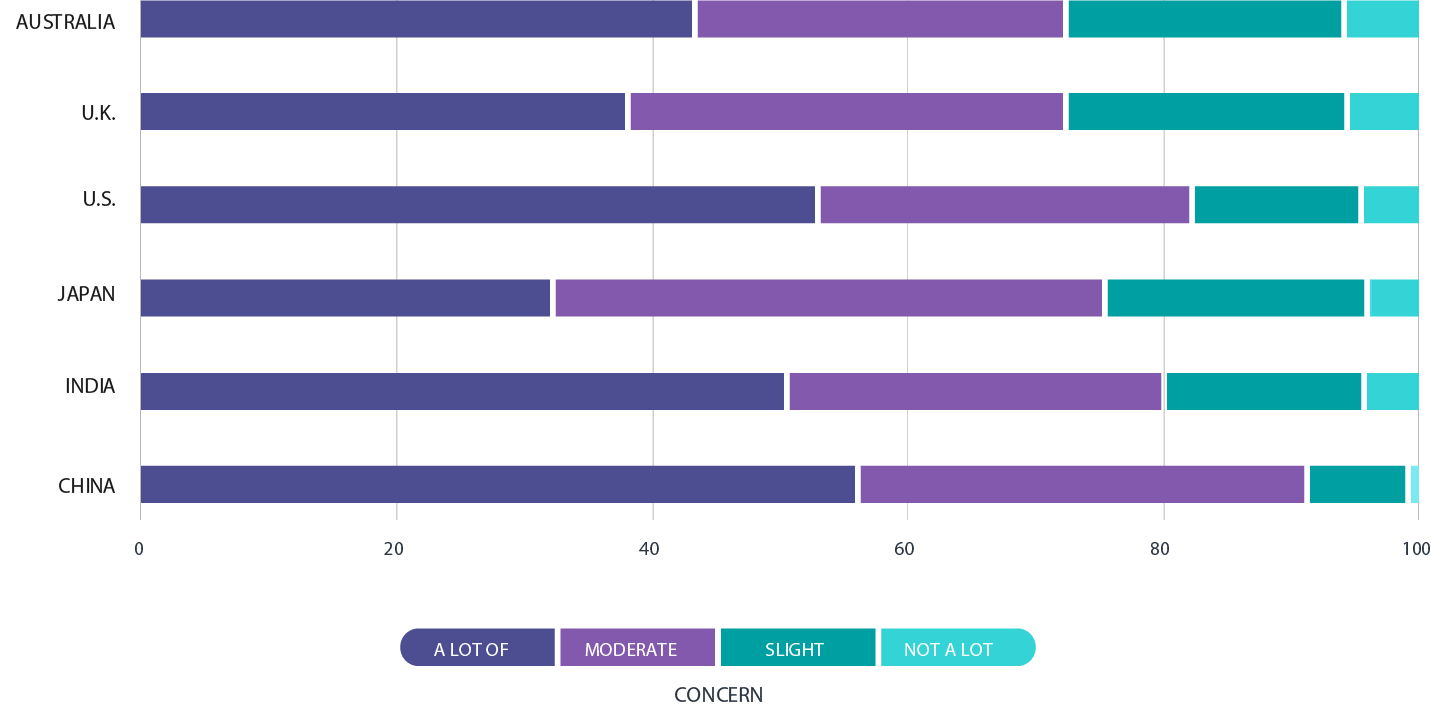 AUSTRALIA
U.K.
U.S.
JAPAN
INDIA
CHINA
0 20 40 60 80 100
A LOT OF MODERATE SLIGHT NOT A LOT
CONCERN